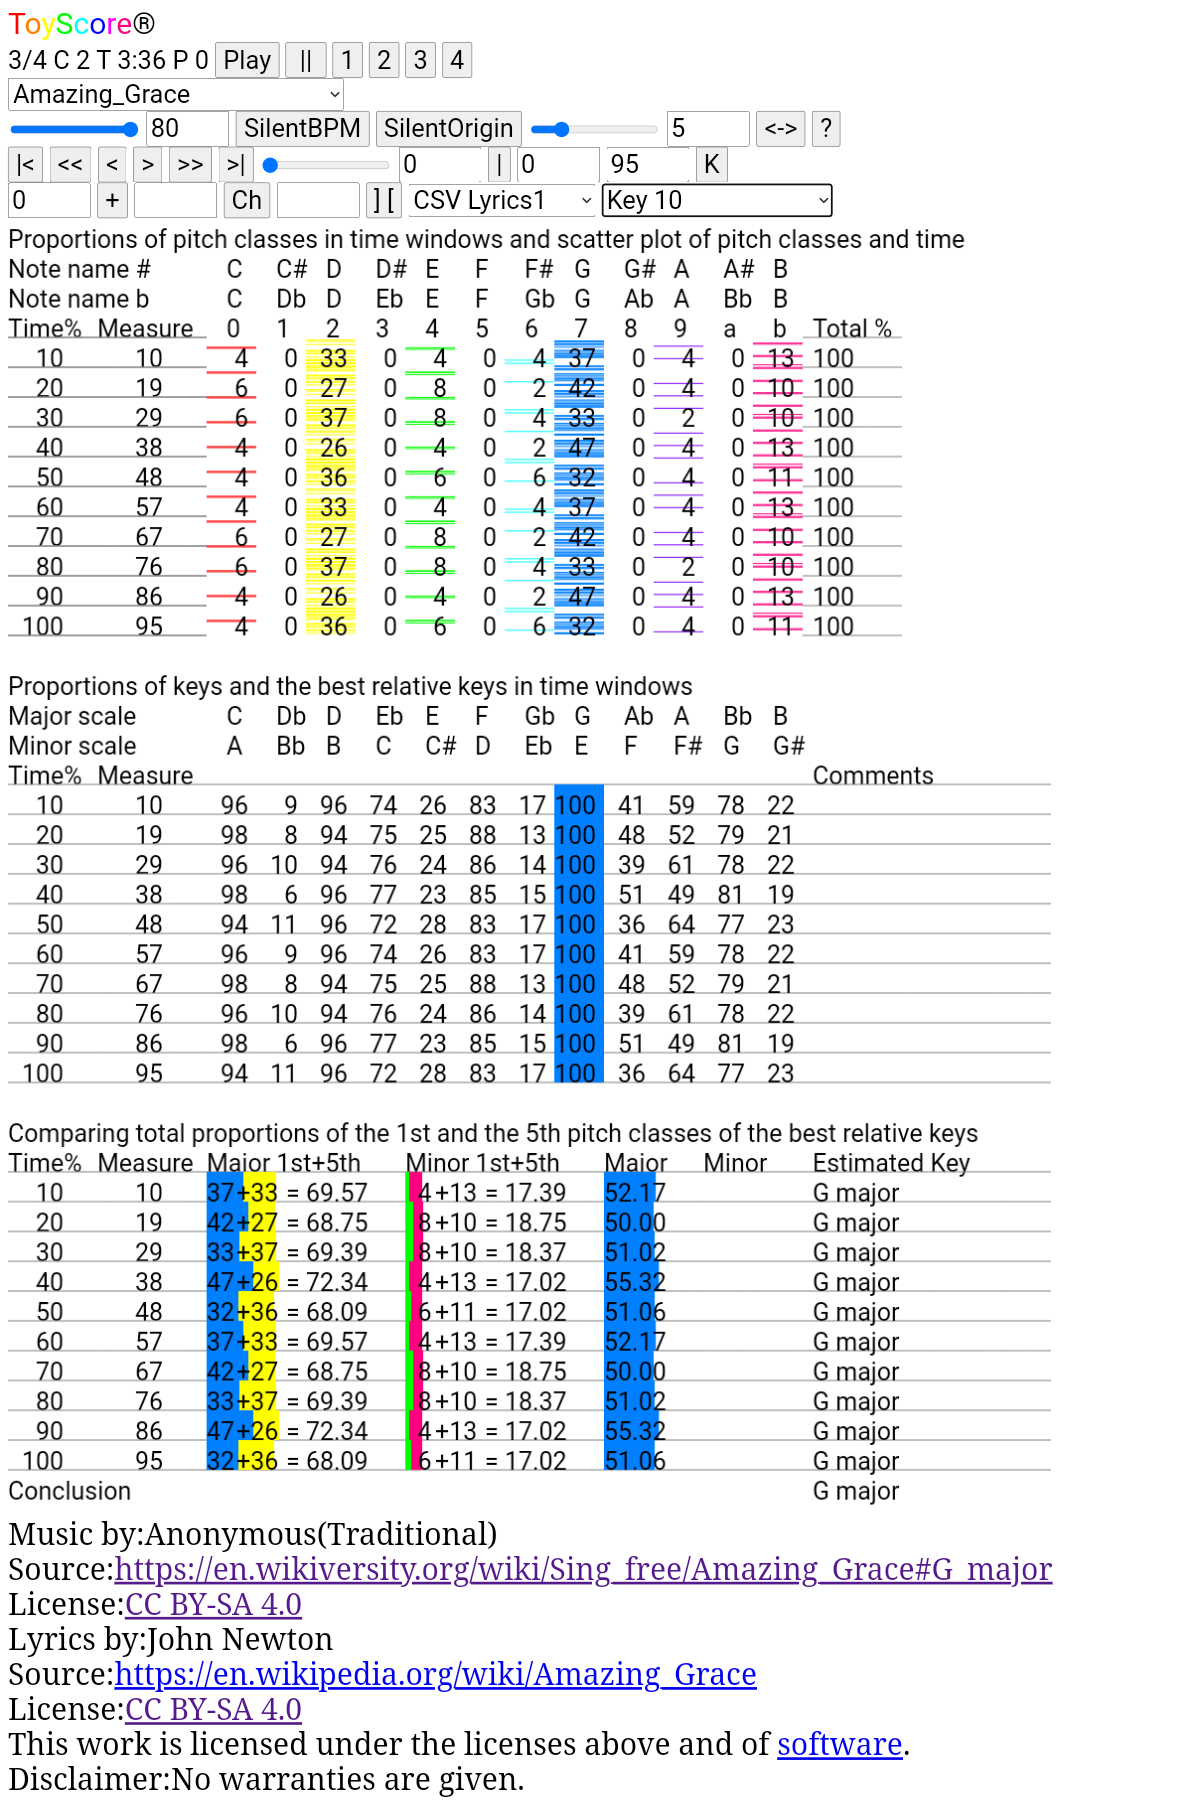 ToyScore®
3/4 C 2 T 3:36 P 0 Play || 1 2 3 4
Amazing_Grace
80 SilentBPM SilentOrigin 5 <-> ?
|< << < > >> >| 0 | 0 95 K
0 + Ch ] [ CSV Lyrics1 Key 10
Proportions of pitch classes in time windows and scatter plot of pitch classes and time
Note name # C C# D D# E F F# G G# A A# B
Note name b C Db D Eb E F Gb G Ab A Bb B
Time% Measure 0 1 2 3 4 5 6 7 8 9 a b Total %
10 10 4 0 33 0 4 0 4 37 0 4 0 13 100
20 19 6 0 27 0 8 0 2 42 0 4 0 10 100
30 29 6 0 37 0 8 0 4 33 0 2 0 10 100
40 38 4 0 26 0 4 0 2 47 0 4 0 13 100
50 48 4 0 36 0 6 0 6 32 0 4 0 11 100
60 57 4 0 33 0 4 0 4 37 0 4 0 13 100
70 67 6 0 27 0 8 0 2 42 0 4 0 10 100
80 76 6 0 37 0 8 0 4 33 0 2 0 10 100
90 86 4 0 26 0 4 0 2 47 0 4 0 13 100
100 95 4 0 36 0 6 0 6 32 0 4 0 11 100
Proportions of keys and the best relative keys in time windows
Major scale C Db D Eb E F Gb G Ab A Bb B
Minor scale A Bb B C C# D Eb E F F# G G#
Time% Measure Comments
10 10 96 9 96 74 26 83 17 100 41 59 78 22
20 19 98 8 94 75 25 88 13 100 48 52 79 21
30 29 96 10 94 76 24 86 14 100 39 61 78 22
40 38 98 6 96 77 23 85 15 100 51 49 81 19
50 48 94 11 96 72 28 83 17 100 36 64 77 23
60 57 96 9 96 74 26 83 17 100 41 59 78 22
70 67 98 8 94 75 25 88 13 100 48 52 79 21
80 76 96 10 94 76 24 86 14 100 39 61 78 22
90 86 98 6 96 77 23 85 15 100 51 49 81 19
100 95 94 11 96 72 28 83 17 100 36 64 77 23
Comparing total proportions of the 1st and the 5th pitch classes of the best relative keys
Time% Measure Major 1st+5th Minor 1st+5th Major Minor Estimated Key
10 10 37+33 = 69.57 4+13 = 17.39 52.17 G major
20 19 42+27 = 68.75 8+10 = 18.75 50.00 G major
30 29 33+37 = 69.39 8+10 = 18.37 51.02 G major
40 38 47+26 = 72.34 4+13 = 17.02 55.32 G major
50 48 32+36 = 68.09 6+11 = 17.02 51.06 G major
60 57 37+33 = 69.57 4+13 = 17.39 52.17 G major
70 67 42+27 = 68.75 8+10 = 18.75 50.00 G major
80 76 33+37 = 69.39 8+10 = 18.37 51.02 G major
90 86 47+26 = 72.34 4+13 = 17.02 55.32 G major
100 95 32+36 = 68.09 6+11 = 17.02 51.06 G major
Conclusion G major
Music by:Anonymous(Traditional)
Source:https://en.wikiversity.org/wiki/Sing_free/Amazing_Grace#G_major
License:CC BY-SA 4.0
Lyrics by:John Newton
Source:https://en.wikipedia.org/wiki/Amazing_Grace
License:CC BY-SA 4.0
This work is licensed under the licenses above and of software.
Disclaimer:No warranties are given.